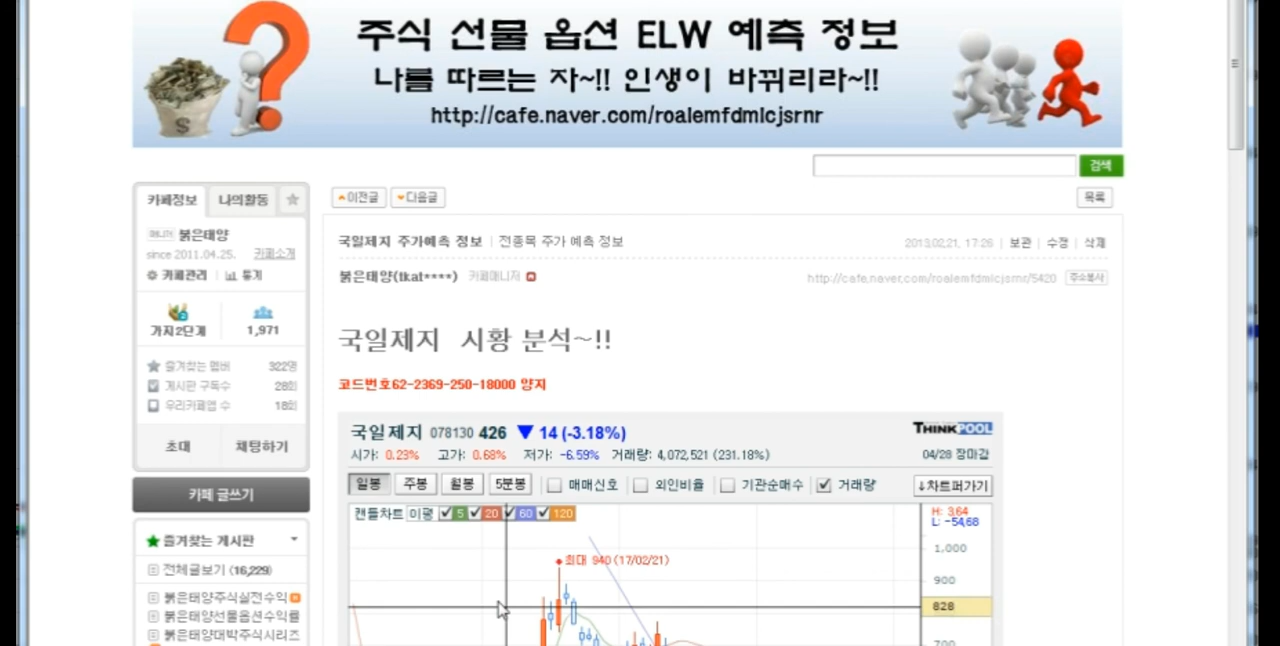 주식 선물 옵션 ELW 예측 정보
나를 따르는 자~!! 인생이 바뀌리라~!!
http://cafe.naver.com/roalemfdmlcjsrnr
검색
카페정보 나의활동
이전글 다음글 목록
매니저 붉은태양
since 2011.04.25. 카페소개
카페관리 통계
가지2단계 1,971
즐겨찾는 멤버 322명
게시판 구독수 28회
우리카페앱 수 18회
초대 채팅하기
카페 글쓰기
즐겨찾는 게시판
전체글보기 (16,229)
붉은태양주식실전수익
붉은태양선물옵션수익률
붉은태양대박주식시리즈
국일제지 주가예측 정보 | 전종목 주가 예측 정보 2013.02.21. 17:26 | 보관 | 수정 | 삭제
붉은태양(tkat****) 카페매니저 http://cafe.naver.com/roalemfdmlcjsrnr/5420 주소복사
국일제지 시황 분석~!!
코드번호62-2369-250-18000 양지
국일제지 078130 426 ▼ 14 (-3.18%) THINKPOOL
시가: 0.23% 고가: 0.68% 저가: -6.59% 거래량: 4,072,521 (231.18%) 04/28 장마감
일봉 주봉 월봉 5분봉 매매신호 외인비율 기관순매수 거래량 ↓차트퍼가기
캔들차트 이평 5 20 60 120
H: 3.64
L: -54.68
최대 940 (17/02/21)
1,000
900
828
700